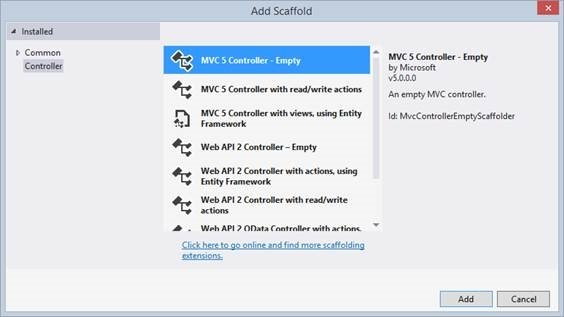 Add Scaffold
Installed
Common
Controller
MVC 5 Controller - Empty
MVC 5 Controller with read/write actions
MVC 5 Controller with views, using Entity
Framework
Web API 2 Controller – Empty
Web API 2 Controller with actions, using
Entity Framework
Web API 2 Controller with read/write
actions
Web API 2 OData Controller with actions,
Click here to go online and find more scaffolding
extensions.
MVC 5 Controller - Empty
by Microsoft
v5.0.0.0
An empty MVC controller.
Id: MvcControllerEmptyScaffolder
Add
Cancel